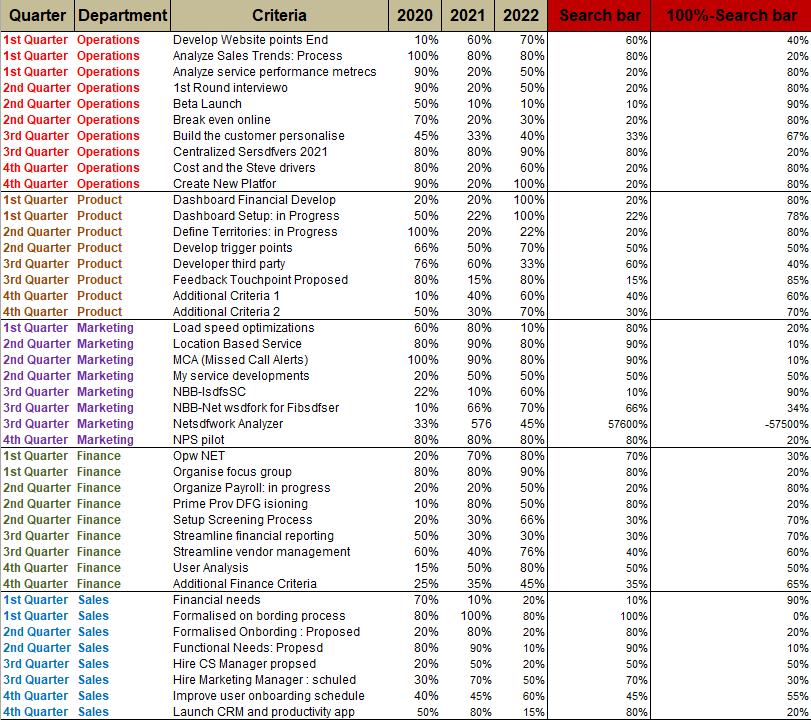 Quarter Department Criteria 2020 2021 2022 Search bar 100%-Search bar
1st Quarter Operations Develop Website points End 10% 60% 70% 60% 40%
1st Quarter Operations Analyze Sales Trends: Process 100% 80% 80% 80% 20%
1st Quarter Operations Analyze service performance metrecs 90% 20% 50% 20% 80%
2nd Quarter Operations 1st Round interviewo 90% 20% 50% 20% 80%
2nd Quarter Operations Beta Launch 50% 10% 10% 10% 90%
2nd Quarter Operations Break even online 70% 20% 30% 20% 80%
3rd Quarter Operations Build the customer personalise 45% 33% 40% 33% 67%
3rd Quarter Operations Centralized Sersdfvers 2021 80% 80% 90% 80% 20%
4th Quarter Operations Cost and the Steve drivers 80% 20% 60% 20% 80%
4th Quarter Operations Create New Platfor 90% 20% 100% 20% 80%
1st Quarter Product Dashboard Financial Develop 20% 20% 100% 20% 80%
1st Quarter Product Dashboard Setup: in Progress 50% 22% 100% 22% 78%
2nd Quarter Product Define Territories: in Progress 100% 20% 22% 20% 80%
2nd Quarter Product Develop trigger points 66% 50% 70% 50% 50%
3rd Quarter Product Developer third party 76% 60% 33% 60% 40%
3rd Quarter Product Feedback Touchpoint Proposed 80% 15% 80% 15% 85%
4th Quarter Product Additional Criteria 1 10% 40% 60% 40% 60%
4th Quarter Product Additional Criteria 2 50% 30% 70% 30% 70%
1st Quarter Marketing Load speed optimizations 60% 80% 10% 80% 20%
2nd Quarter Marketing Location Based Service 80% 90% 80% 90% 10%
2nd Quarter Marketing MCA (Missed Call Alerts) 100% 90% 80% 90% 10%
2nd Quarter Marketing My service developments 20% 50% 50% 50% 50%
3rd Quarter Marketing NBB-IsdfsSC 22% 10% 60% 10% 90%
3rd Quarter Marketing NBB-Net wsdfork for Fibsdfser 10% 66% 70% 66% 34%
3rd Quarter Marketing Netsdfwork Analyzer 33% 576 45% 57600% -57500%
4th Quarter Marketing NPS pilot 80% 80% 80% 80% 20%
1st Quarter Finance Opw NET 20% 70% 80% 70% 30%
1st Quarter Finance Organise focus group 80% 80% 90% 80% 20%
2nd Quarter Finance Organize Payroll: in progress 20% 20% 50% 20% 80%
2nd Quarter Finance Prime Prov DFG isioning 10% 80% 50% 80% 20%
2nd Quarter Finance Setup Screening Process 20% 30% 66% 30% 70%
3rd Quarter Finance Streamline financial reporting 50% 30% 30% 30% 70%
3rd Quarter Finance Streamline vendor management 60% 40% 76% 40% 60%
4th Quarter Finance User Analysis 15% 50% 80% 50% 50%
4th Quarter Finance Additional Finance Criteria 25% 35% 45% 35% 65%
1st Quarter Sales Financial needs 70% 10% 20% 10% 90%
1st Quarter Sales Formalised on bording process 80% 100% 80% 100% 0%
2nd Quarter Sales Formalised Onbording : Proposed 20% 80% 20% 80% 20%
2nd Quarter Sales Functional Needs: Propesd 80% 90% 10% 90% 10%
3rd Quarter Sales Hire CS Manager propsed 20% 50% 20% 50% 50%
3rd Quarter Sales Hire Marketing Manager : schuled 30% 70% 50% 70% 30%
4th Quarter Sales Improve user onboarding schedule 40% 45% 60% 45% 55%
4th Quarter Sales Launch CRM and productivity app 50% 80% 15% 80% 20%